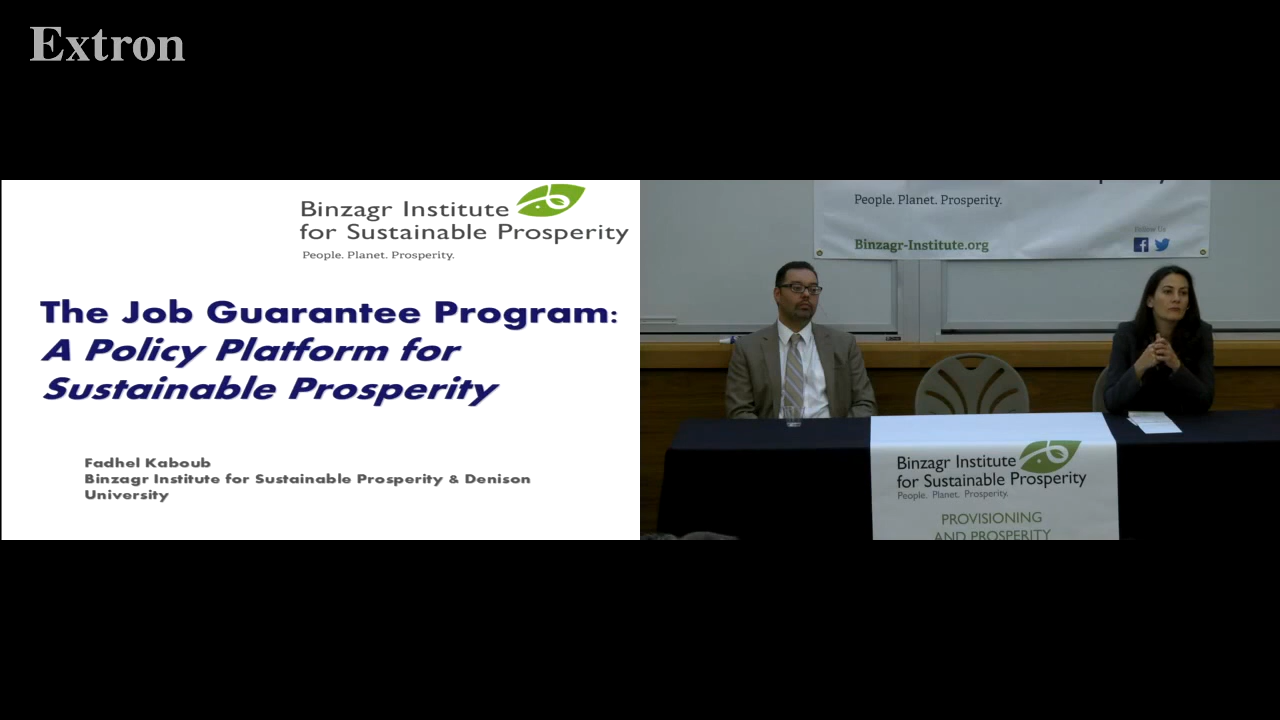 Extron
Binzagr Institute
for Sustainable Prosperity
People. Planet. Prosperity.
The Job Guarantee Program:
A Policy Platform for
Sustainable Prosperity
Fadhel Kaboub
Binzagr Institute for Sustainable Prosperity & Denison
University
People. Planet. Prosperity.
Follow Us
Binzagr-Institute.org
Binzagr Institute
for Sustainable Prosperity
People. Planet. Prosperity.
PROVISIONING
AND PROSPERITY